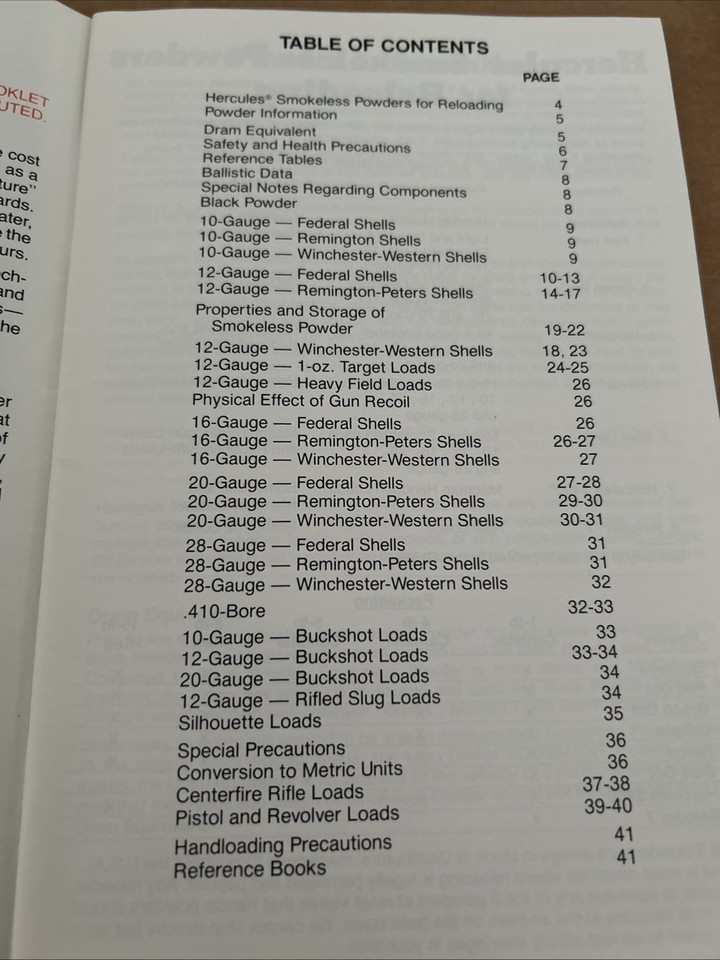 OKLET
UTED.
cost
as a
ture”
ards.
ater,
the
urs.
ch-
and
s—
he
er
at
of
y
TABLE OF CONTENTS
PAGE
Hercules® Smokeless Powders for Reloading 4
Powder Information 5
Dram Equivalent 5
Safety and Health Precautions 6
Reference Tables 7
Ballistic Data 8
Special Notes Regarding Components 8
Black Powder 8
10-Gauge — Federal Shells 9
10-Gauge — Remington Shells 9
10-Gauge — Winchester-Western Shells 9
12-Gauge — Federal Shells 10-13
12-Gauge — Remington-Peters Shells 14-17
Properties and Storage of
Smokeless Powder 19-22
12-Gauge — Winchester-Western Shells 18, 23
12-Gauge — 1-oz. Target Loads 24-25
12-Gauge — Heavy Field Loads 26
Physical Effect of Gun Recoil 26
16-Gauge — Federal Shells 26
16-Gauge — Remington-Peters Shells 26-27
16-Gauge — Winchester-Western Shells 27
20-Gauge — Federal Shells 27-28
20-Gauge — Remington-Peters Shells 29-30
20-Gauge — Winchester-Western Shells 30-31
28-Gauge — Federal Shells 31
28-Gauge — Remington-Peters Shells 31
28-Gauge — Winchester-Western Shells 32
.410-Bore 32-33
10-Gauge — Buckshot Loads 33
12-Gauge — Buckshot Loads 33-34
20-Gauge — Buckshot Loads 34
12-Gauge — Rifled Slug Loads 34
Silhouette Loads 35
Special Precautions 36
Conversion to Metric Units 36
Centerfire Rifle Loads 37-38
Pistol and Revolver Loads 39-40
Handloading Precautions 41
Reference Books 41